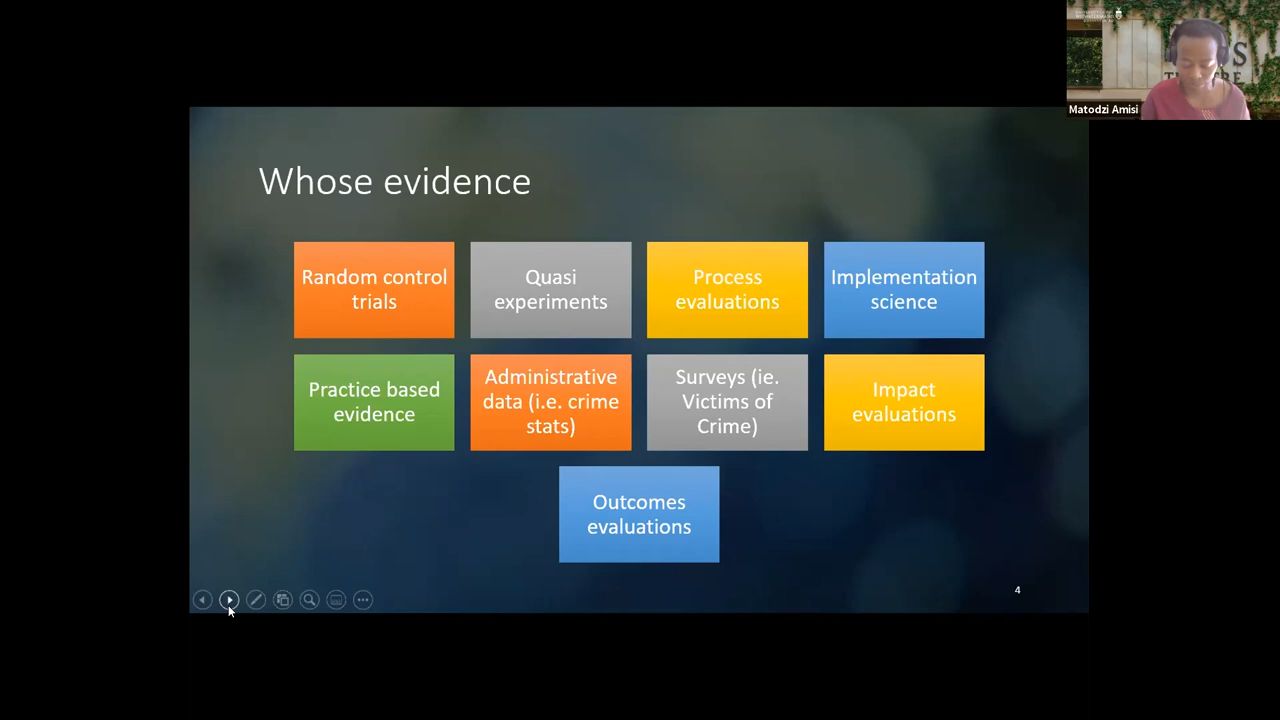 Matodzi Amisi
Whose evidence
Random control
trials
Quasi
experiments
Process
evaluations
Implementation
science
Practice based
evidence
Administrative
data (i.e. crime
stats)
Surveys (ie.
Victims of
Crime)
Impact
evaluations
Outcomes
evaluations
4